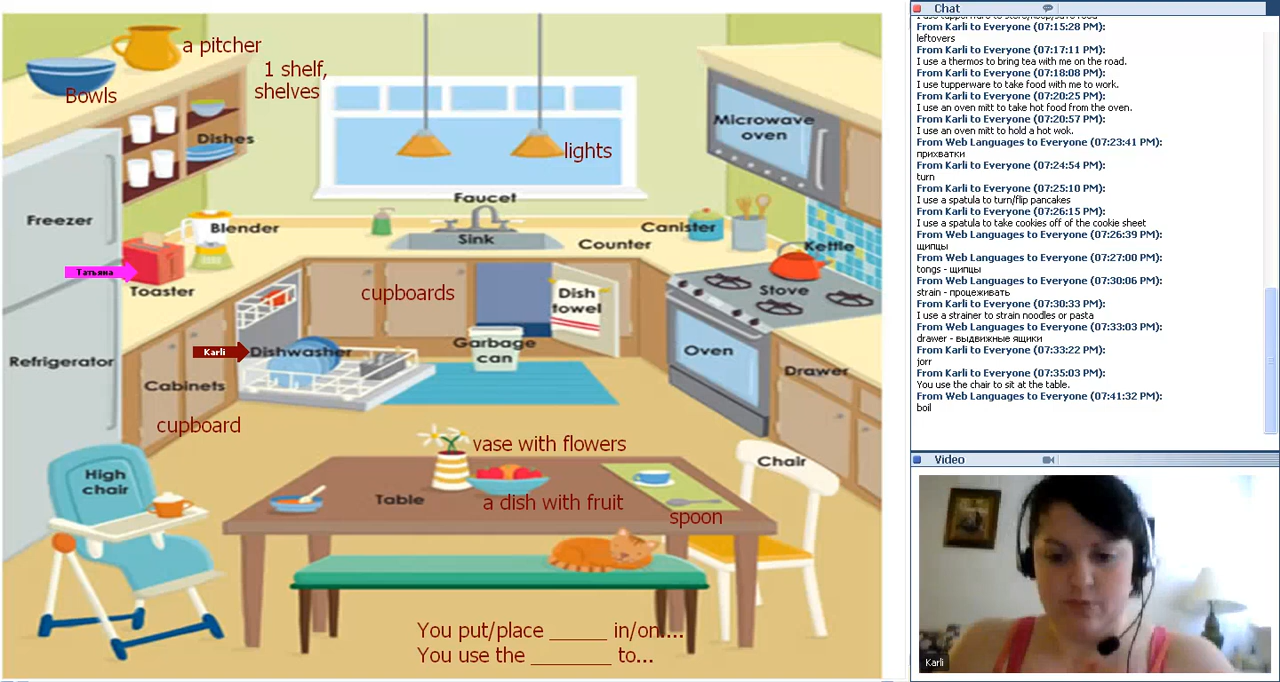 a pitcher
1 shelf,
shelves
Bowls
Dishes
lights
Microwave
oven
Freezer
Blender
Faucet
Sink
Counter
Canister
Kettle
Татьяна
Toaster
cupboards
Dish
towel
Stove
Refrigerator
Karli
Dishwasher
Garbage
can
Oven
Cabinets
Drawer
cupboard
vase with flowers
High
chair
Chair
Table
a dish with fruit
spoon
You put/place _____ in/on....
You use the _______ to...
Chat
From Karli to Everyone (07:15:28 PM):
leftovers
From Karli to Everyone (07:17:11 PM):
I use a thermos to bring tea with me on the road.
From Karli to Everyone (07:18:08 PM):
I use tupperware to take food with me to work.
From Karli to Everyone (07:20:25 PM):
I use an oven mitt to take hot food from the oven.
From Karli to Everyone (07:20:57 PM):
I use an oven mitt to hold a hot wok.
From Web Languages to Everyone (07:23:41 PM):
прихватки
From Karli to Everyone (07:24:54 PM):
turn
From Karli to Everyone (07:25:10 PM):
I use a spatula to turn/flip pancakes
From Karli to Everyone (07:26:15 PM):
I use a spatula to take cookies off of the cookie sheet
From Web Languages to Everyone (07:26:39 PM):
щипцы
From Web Languages to Everyone (07:27:00 PM):
tongs - щипцы
From Web Languages to Everyone (07:30:06 PM):
strain - процеживать
From Karli to Everyone (07:30:33 PM):
I use a strainer to strain noodles or pasta
From Web Languages to Everyone (07:33:03 PM):
drawer - выдвижные ящики
From Karli to Everyone (07:33:22 PM):
forr
From Karli to Everyone (07:35:03 PM):
You use the chair to sit at the table.
From Web Languages to Everyone (07:41:32 PM):
boil
Video
Karli